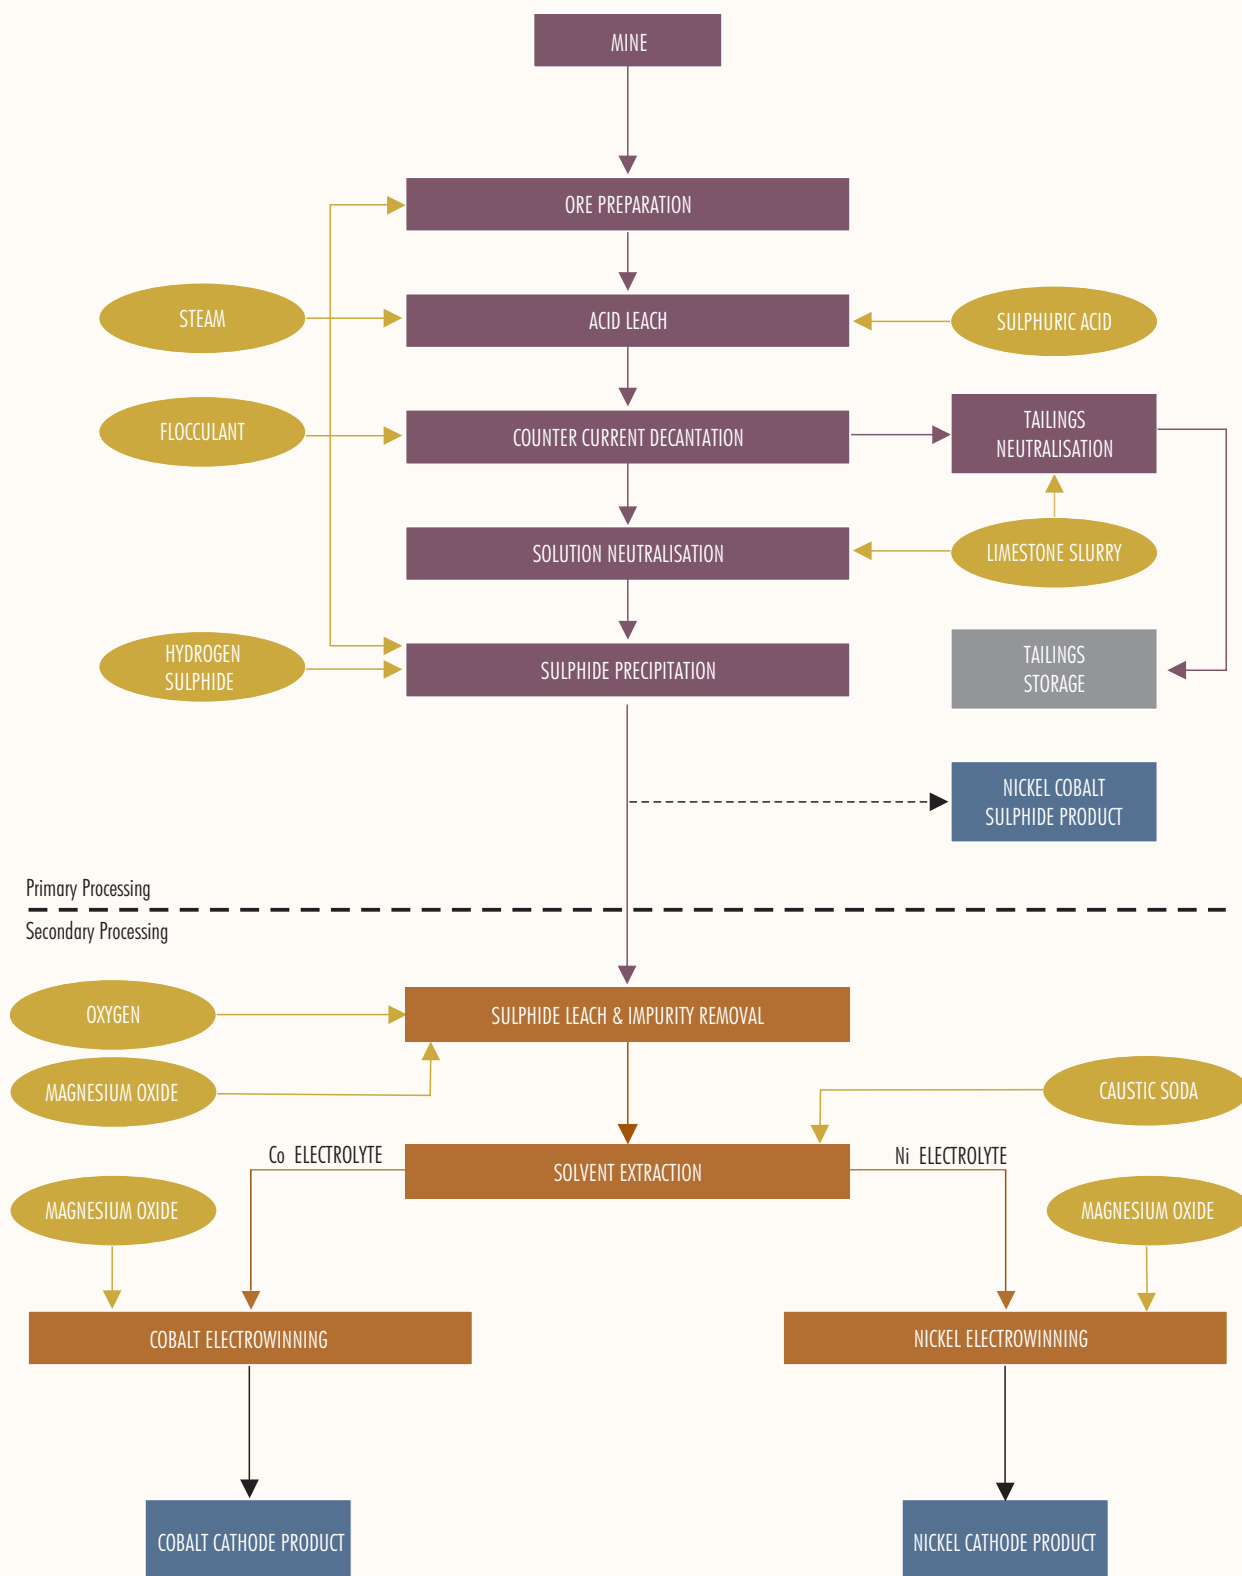 MINE
ORE PREPARATION
STEAM
ACID LEACH
SULPHURIC ACID
FLOCCULANT
COUNTER CURRENT DECANTATION
TAILINGS
NEUTRALISATION
SOLUTION NEUTRALISATION
LIMESTONE SLURRY
HYDROGEN
SULPHIDE
SULPHIDE PRECIPITATION
TAILINGS
STORAGE
NICKEL COBALT
SULPHIDE PRODUCT
Primary Processing
Secondary Processing
OXYGEN
SULPHIDE LEACH & IMPURITY REMOVAL
MAGNESIUM OXIDE
CAUSTIC SODA
Co ELECTROLYTE
SOLVENT EXTRACTION
Ni ELECTROLYTE
MAGNESIUM OXIDE
MAGNESIUM OXIDE
COBALT ELECTROWINNING
NICKEL ELECTROWINNING
COBALT CATHODE PRODUCT
NICKEL CATHODE PRODUCT